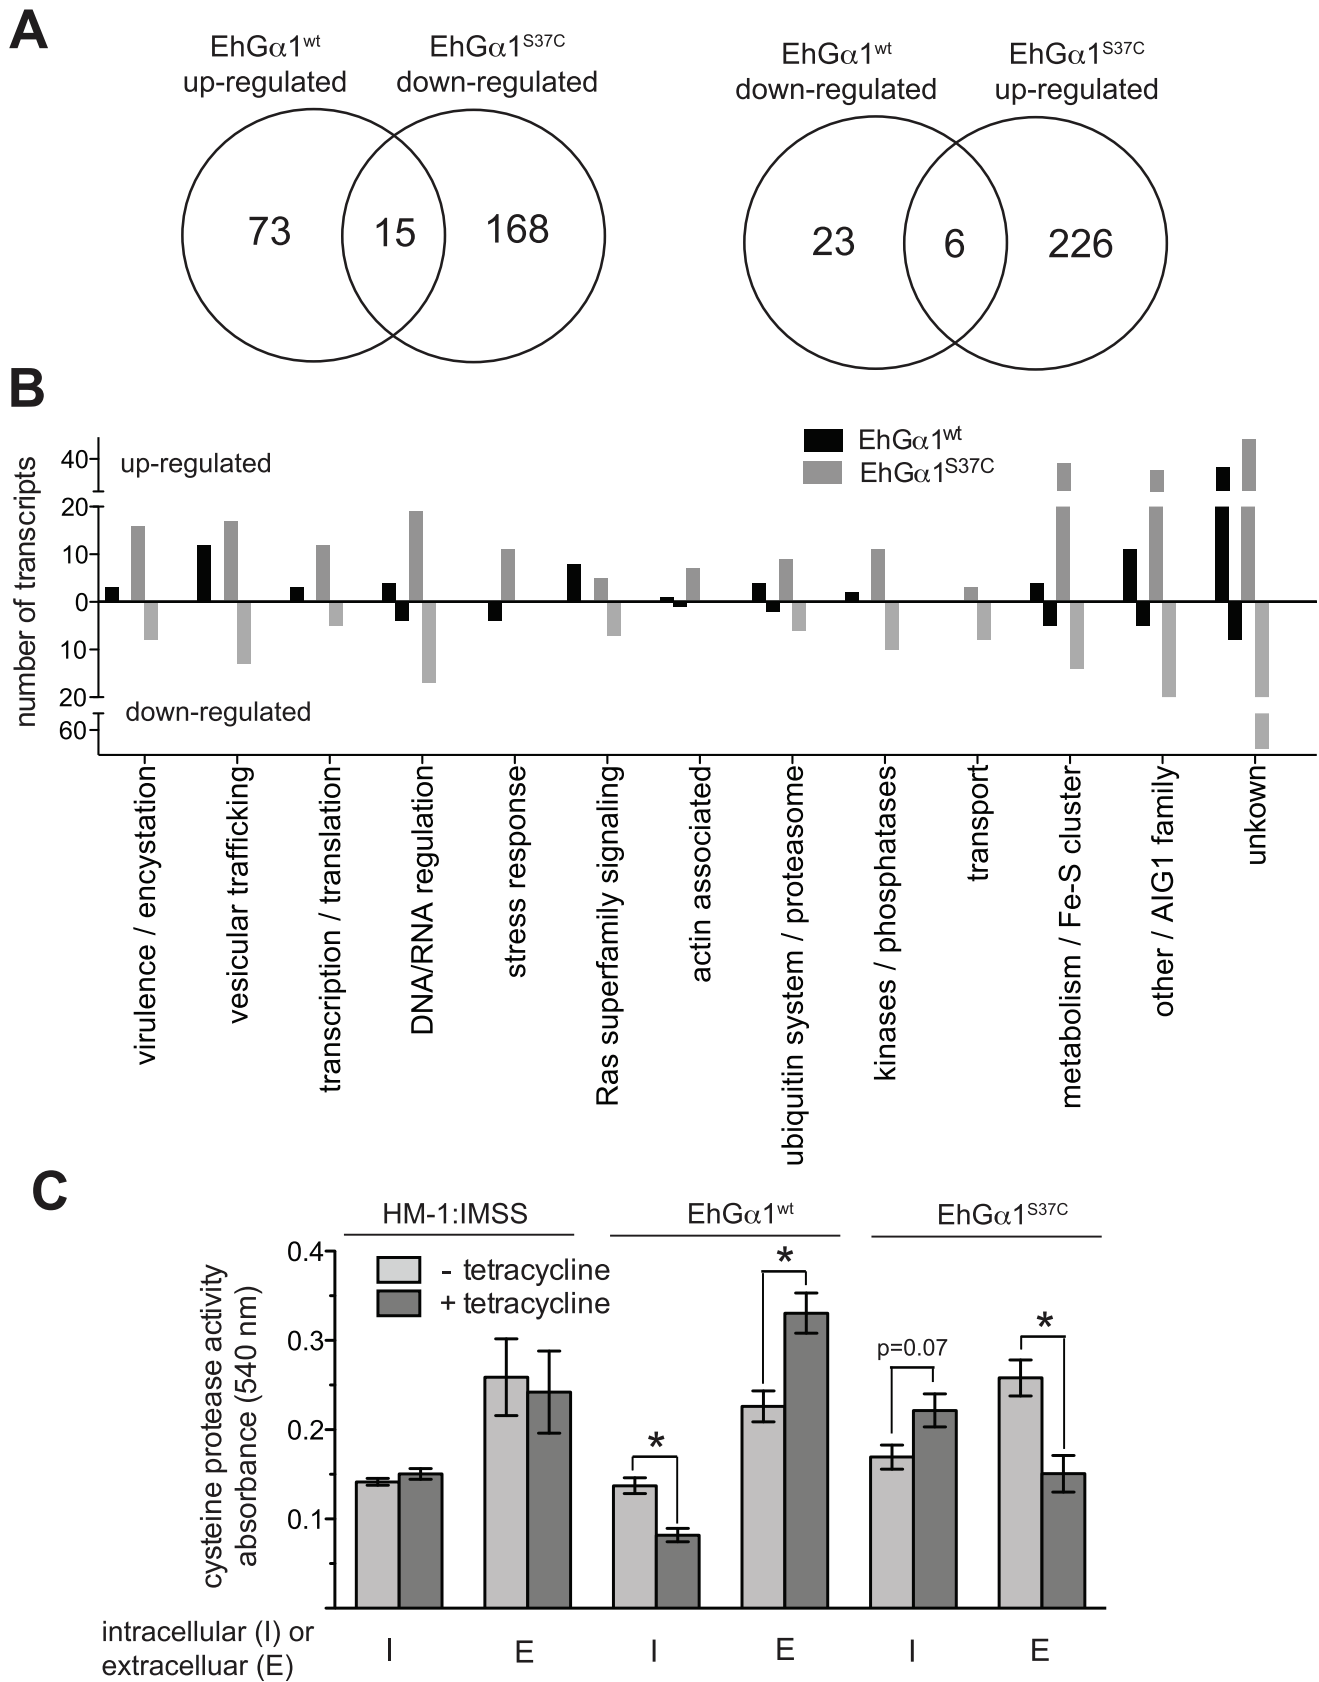 A
EhGα1wt
up-regulated
EhGα1S37C
down-regulated
EhGα1wt
down-regulated
EhGα1S37C
up-regulated
73
15
168
23
6
226
B
number of transcripts
up-regulated
down-regulated
EhGα1wt
EhGα1S37C
40
20
10
0
10
20
60
virulence / encystation
vesicular trafficking
transcription / translation
DNA/RNA regulation
stress response
Ras superfamily signaling
actin associated
ubiquitin system / proteasome
kinases / phosphatases
transport
metabolism / Fe-S cluster
other / AIG1 family
unkown
C
HM-1:IMSS
EhGα1wt
EhGα1S37C
cysteine protease activity
absorbance (540 nm)
0.4
0.3
0.2
0.1
- tetracycline
+ tetracycline
*
*
p=0.07
*
intracellular (I) or
extracelluar (E)
I
E
I
E
I
E